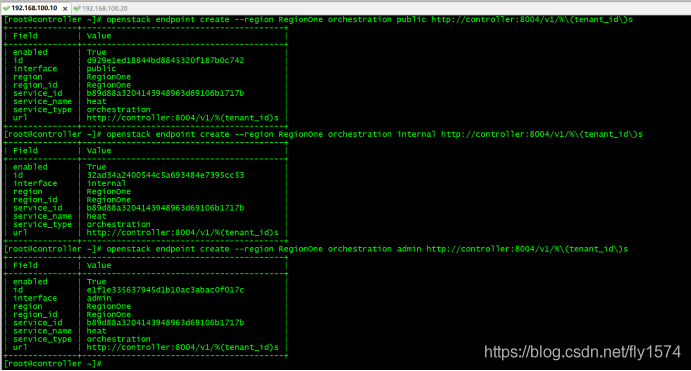 192.168.100.10 × 192.168.100.20
[root@controller ~]# openstack endpoint create --region RegionOne orchestration public http://controller:8004/v1/%\(tenant_id\)s
| Field | Value |
| enabled | True |
| id | d929e1ed18844bd8845320f187b0c742 |
| interface | public |
| region | RegionOne |
| region_id | RegionOne |
| service_id | b89d88a3204143948963d69106b1717b |
| service_name | heat |
| service_type | orchestration |
| url | http://controller:8004/v1/%(tenant_id)s |
[root@controller ~]# openstack endpoint create --region RegionOne orchestration internal http://controller:8004/v1/%\(tenant_id\)s
| Field | Value |
| enabled | True |
| id | 32ad34a2400544c5a693484e7395cc53 |
| interface | internal |
| region | RegionOne |
| region_id | RegionOne |
| service_id | b89d88a3204143948963d69106b1717b |
| service_name | heat |
| service_type | orchestration |
| url | http://controller:8004/v1/%(tenant_id)s |
[root@controller ~]# openstack endpoint create --region RegionOne orchestration admin http://controller:8004/v1/%\(tenant_id\)s
| Field | Value |
| enabled | True |
| id | e1f1e335637945d1b10ac3abac0f017c |
| interface | admin |
| region | RegionOne |
| region_id | RegionOne |
| service_id | b89d88a3204143948963d69106b1717b |
| service_name | heat |
| service_type | orchestration |
| url | http://controller:8004/v1/%(tenant_id)s |
[root@controller ~]#
https://blog.csdn.net/fly1574